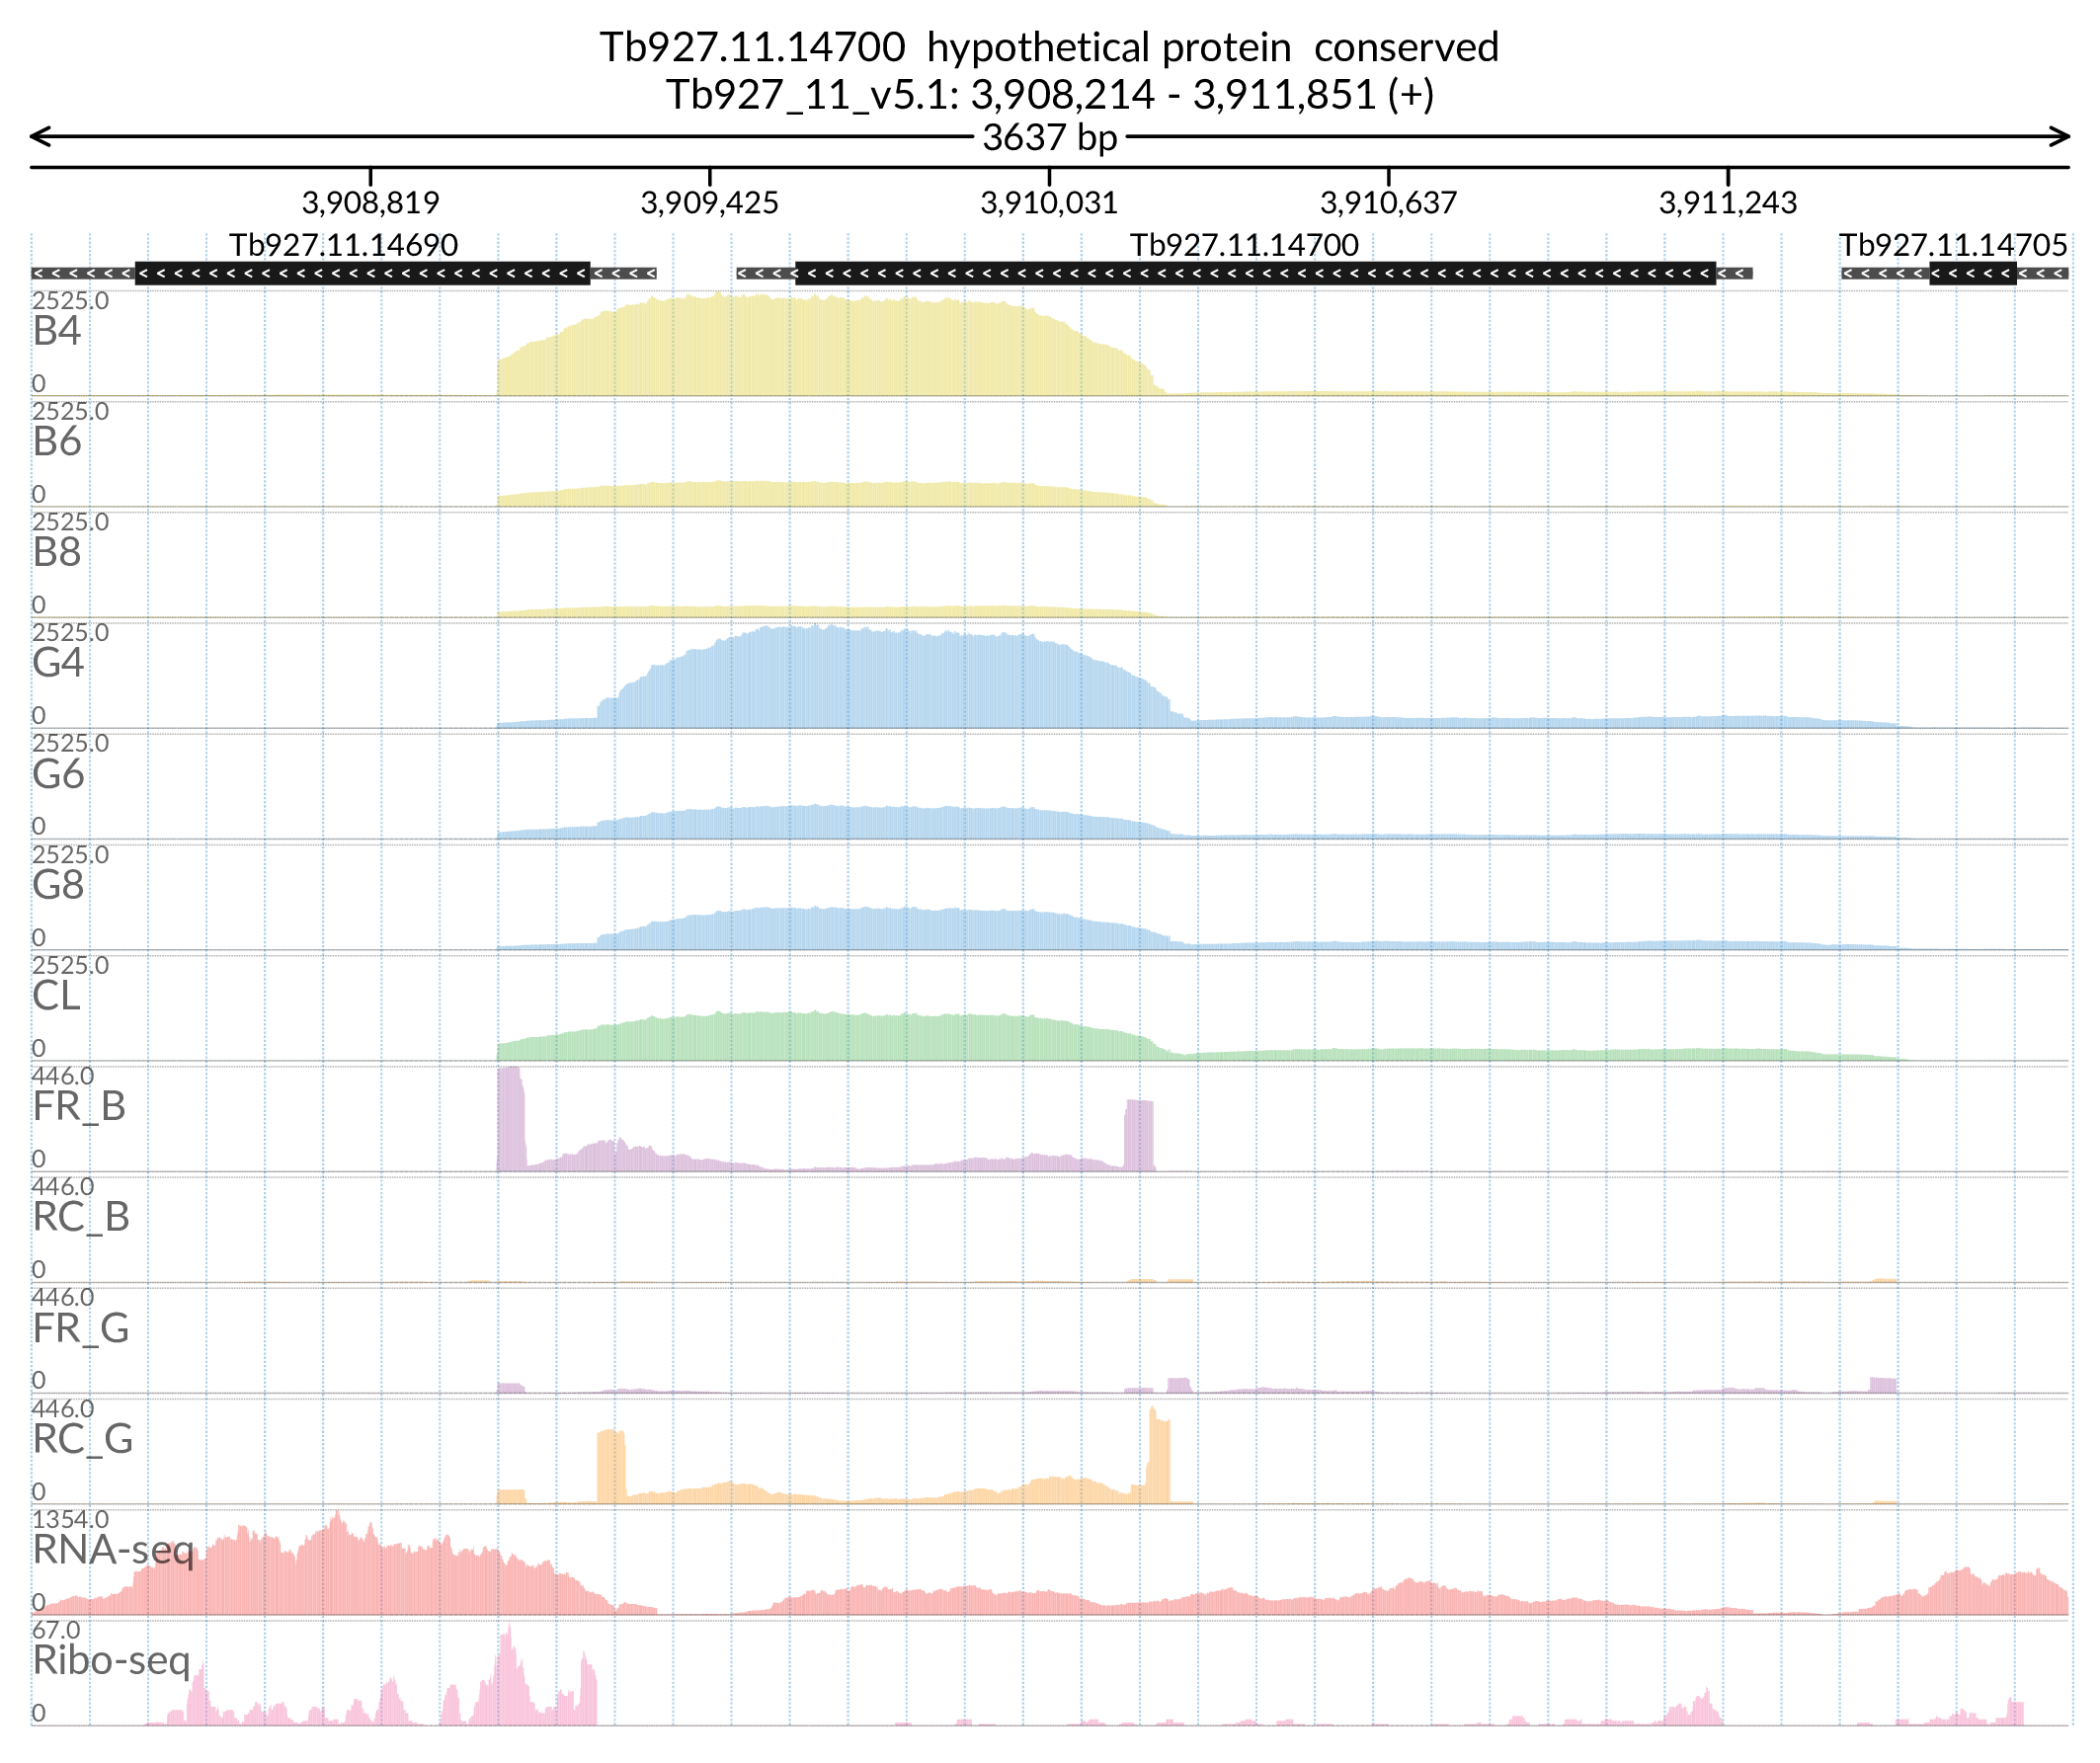 Tb927.11.14700 hypothetical protein conserved
Tb927_11_v5.1: 3,908,214 - 3,911,851 (+)
3637 bp
3,908,819 3,909,425 3,910,031 3,910,637 3,911,243
Tb927.11.14690 Tb927.11.14700 Tb927.11.14705
2525.0
B4
0
2525.0
B6
0
2525.0
B8
0
2525.0
G4
0
2525.0
G6
0
2525.0
G8
0
2525.0
CL
0
446.0
FR_B
0
446.0
RC_B
0
446.0
FR_G
0
446.0
RC_G
0
1354.0
RNA-seq
0
67.0
Ribo-seq
0